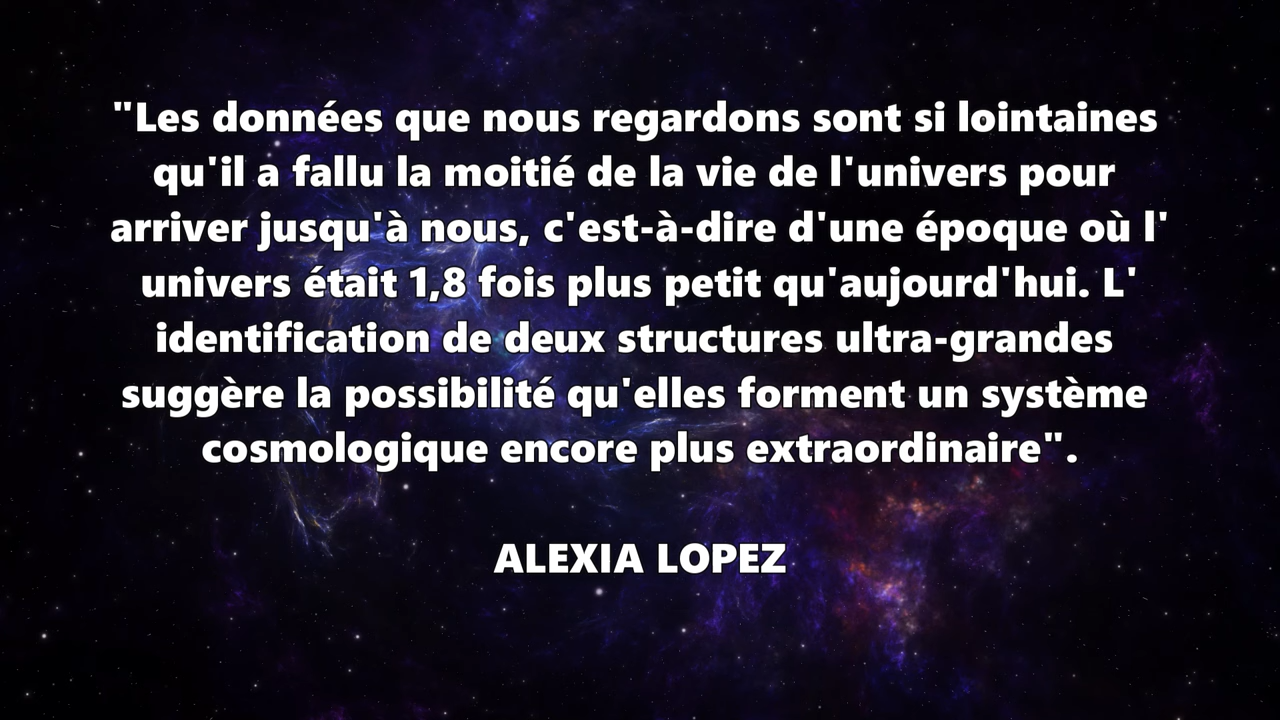 "Les données que nous regardons sont si lointaines
qu'il a fallu la moitié de la vie de l'univers pour
arriver jusqu'à nous, c'est-à-dire d'une époque où l'
univers était 1,8 fois plus petit qu'aujourd'hui. L'
identification de deux structures ultra-grandes
suggère la possibilité qu'elles forment un système
cosmologique encore plus extraordinaire".
ALEXIA LOPEZ